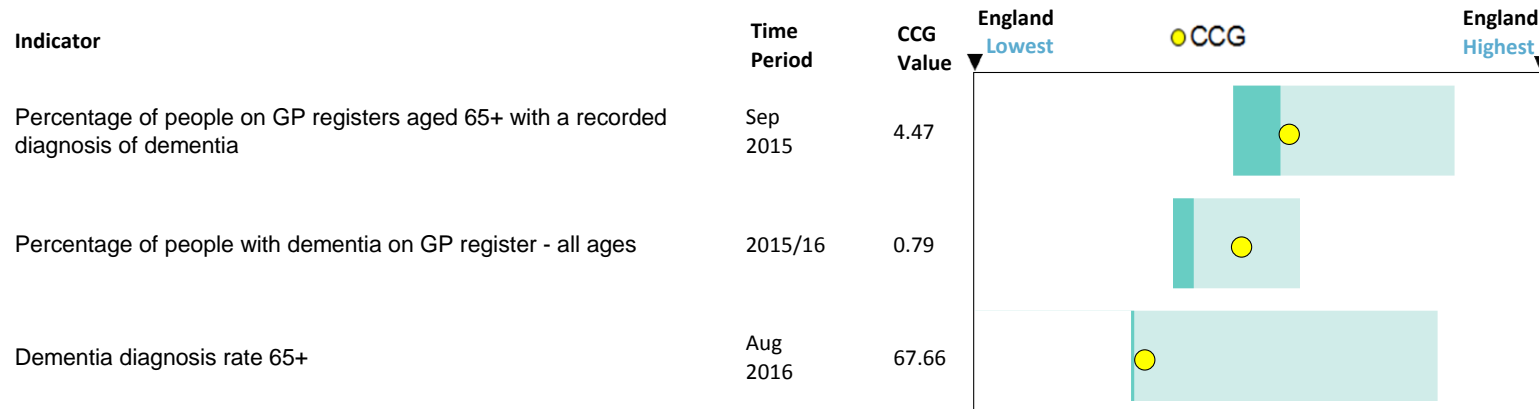 Indicator
Time
Period
CCG
Value
England
Lowest
CCG
England
Highest
Percentage of people on GP registers aged 65+ with a recorded
diagnosis of dementia
Sep
2015
4.47
Percentage of people with dementia on GP register - all ages
2015/16
0.79
Dementia diagnosis rate 65+
Aug
2016
67.66